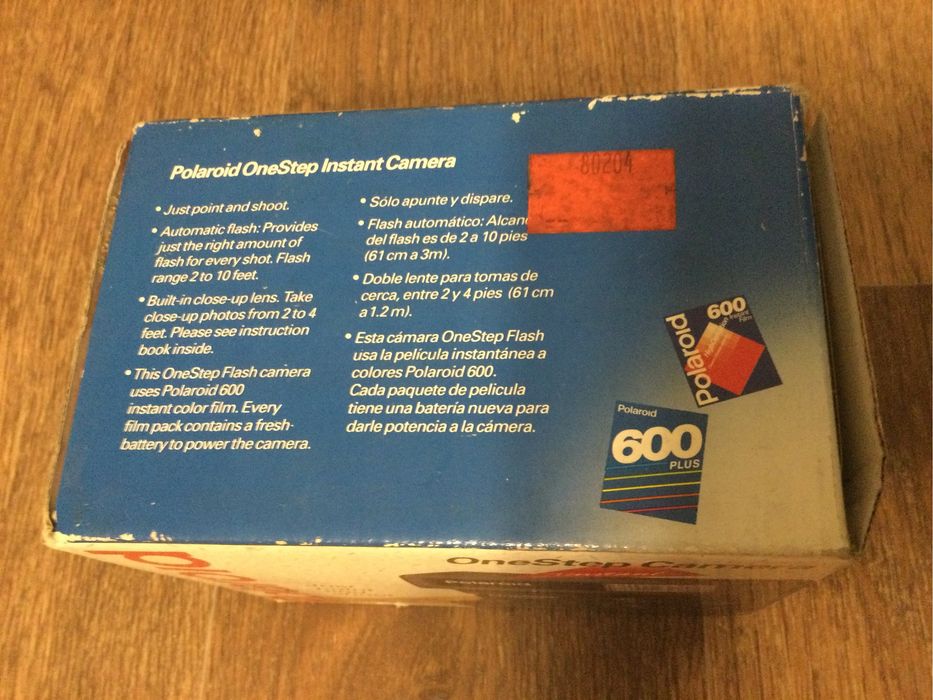 Polaroid OneStep Instant Camera
• Just point and shoot.
• Automatic flash: Provides
just the right amount of
flash for every shot. Flash
range 2 to 10 feet.
• Built-in close-up lens. Take
close-up photos from 2 to 4
feet. Please see instruction
book inside.
• This OneStep Flash camera
uses Polaroid 600
instant color film. Every
film pack contains a fresh
battery to power the camera.
• Sólo apunte y dispare.
• Flash automático: Alcan
del flash es de 2 a 10 pies
(61 cm a 3m).
• Doble lente para tomas de
cerca, entre 2 y 4 pies (61 cm
a 1.2 m).
• Esta cámara OneStep Flash
usa la película instantánea a
colores Polaroid 600.
Cada paquete de pelicula
tiene una batería nueva para
darle potencia a la cámera.
80204
Polaroid
600
Instant
Film
Polaroid
600
PLUS
OneStep Camera
Polaroid